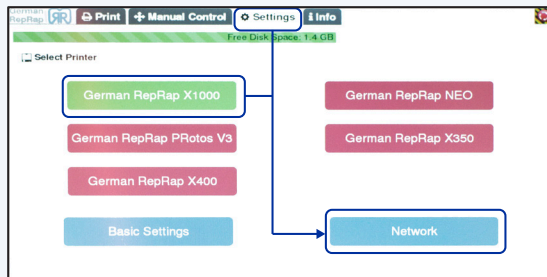 German RepRap RR Print Manual Control Settings i Info
Free Disk Space: 1.4 GB
Select Printer
German RepRap X1000
German RepRap NEO
German RepRap PRotos V3
German RepRap X350
German RepRap X400
Basic Settings
Network